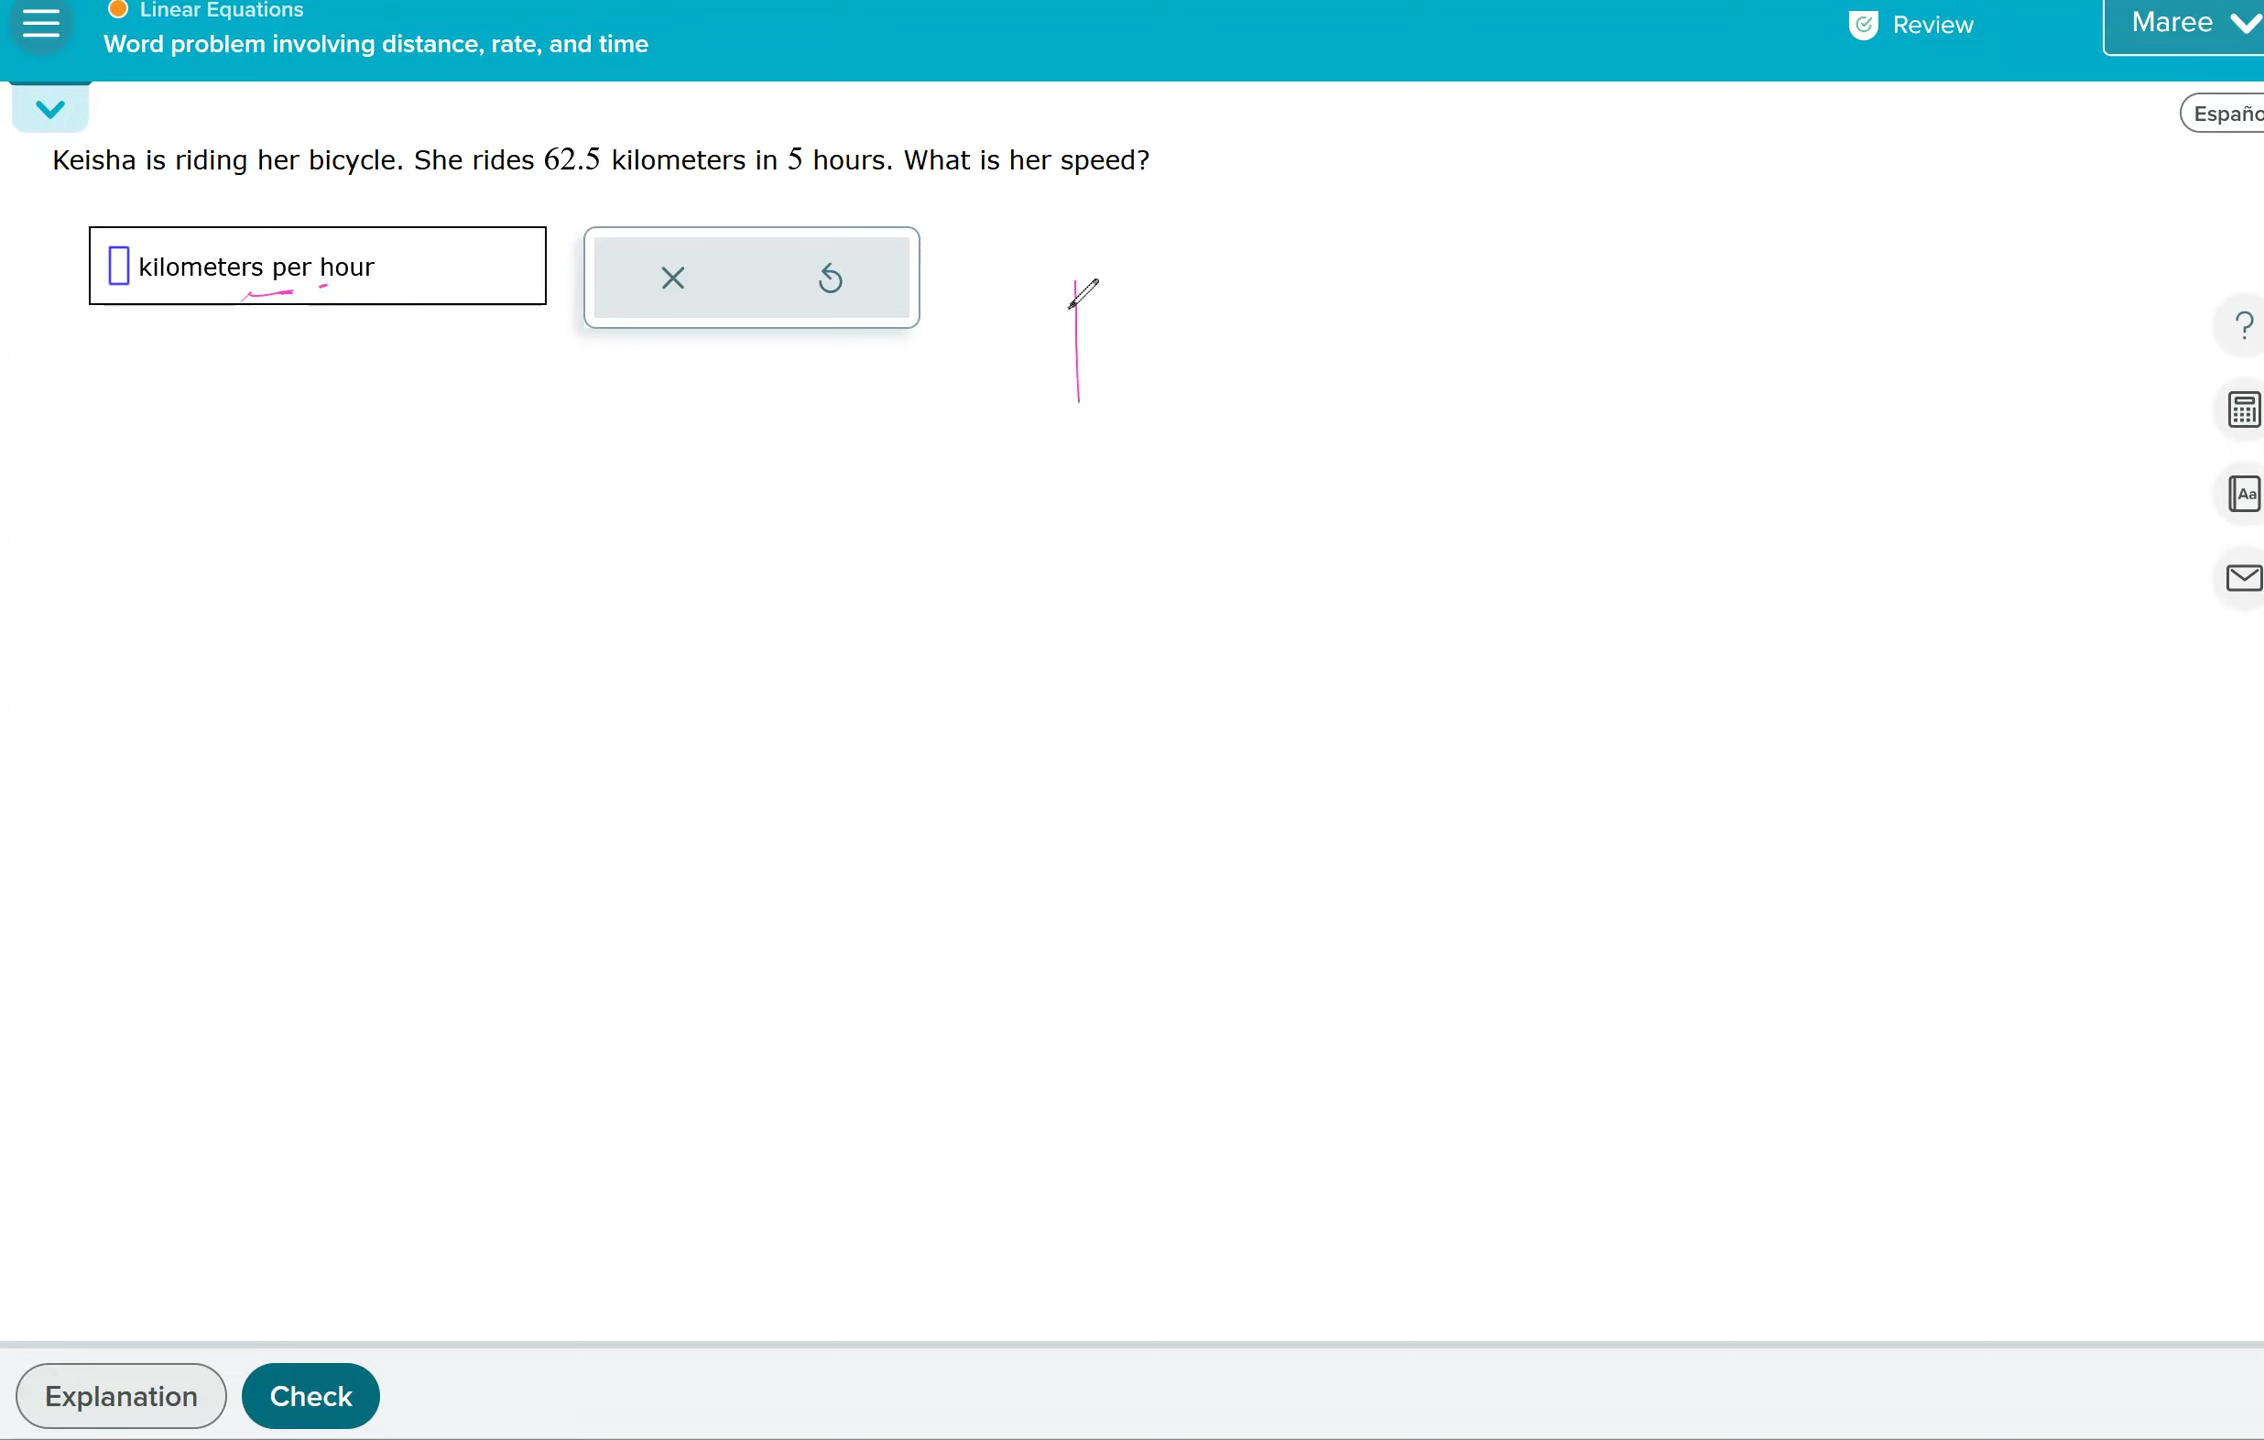 Linear Equations
Word problem involving distance, rate, and time
Review
Maree
Españo
Keisha is riding her bicycle. She rides 62.5 kilometers in 5 hours. What is her speed?
kilometers per hour
?
Aa
Explanation
Check